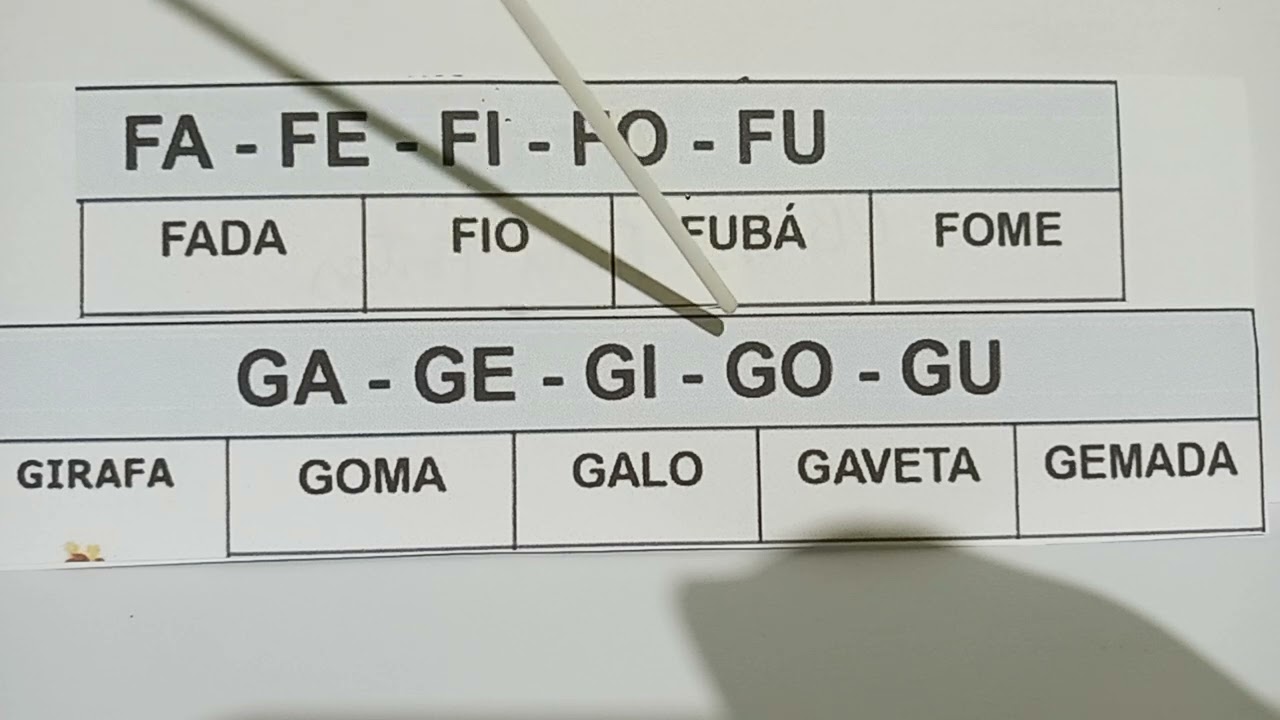 FA - FE - FI - FO - FU
FADA FIO FUBÁ FOME
GA - GE - GI - GO - GU
GIRAFA GOMA GALO GAVETA GEMADA